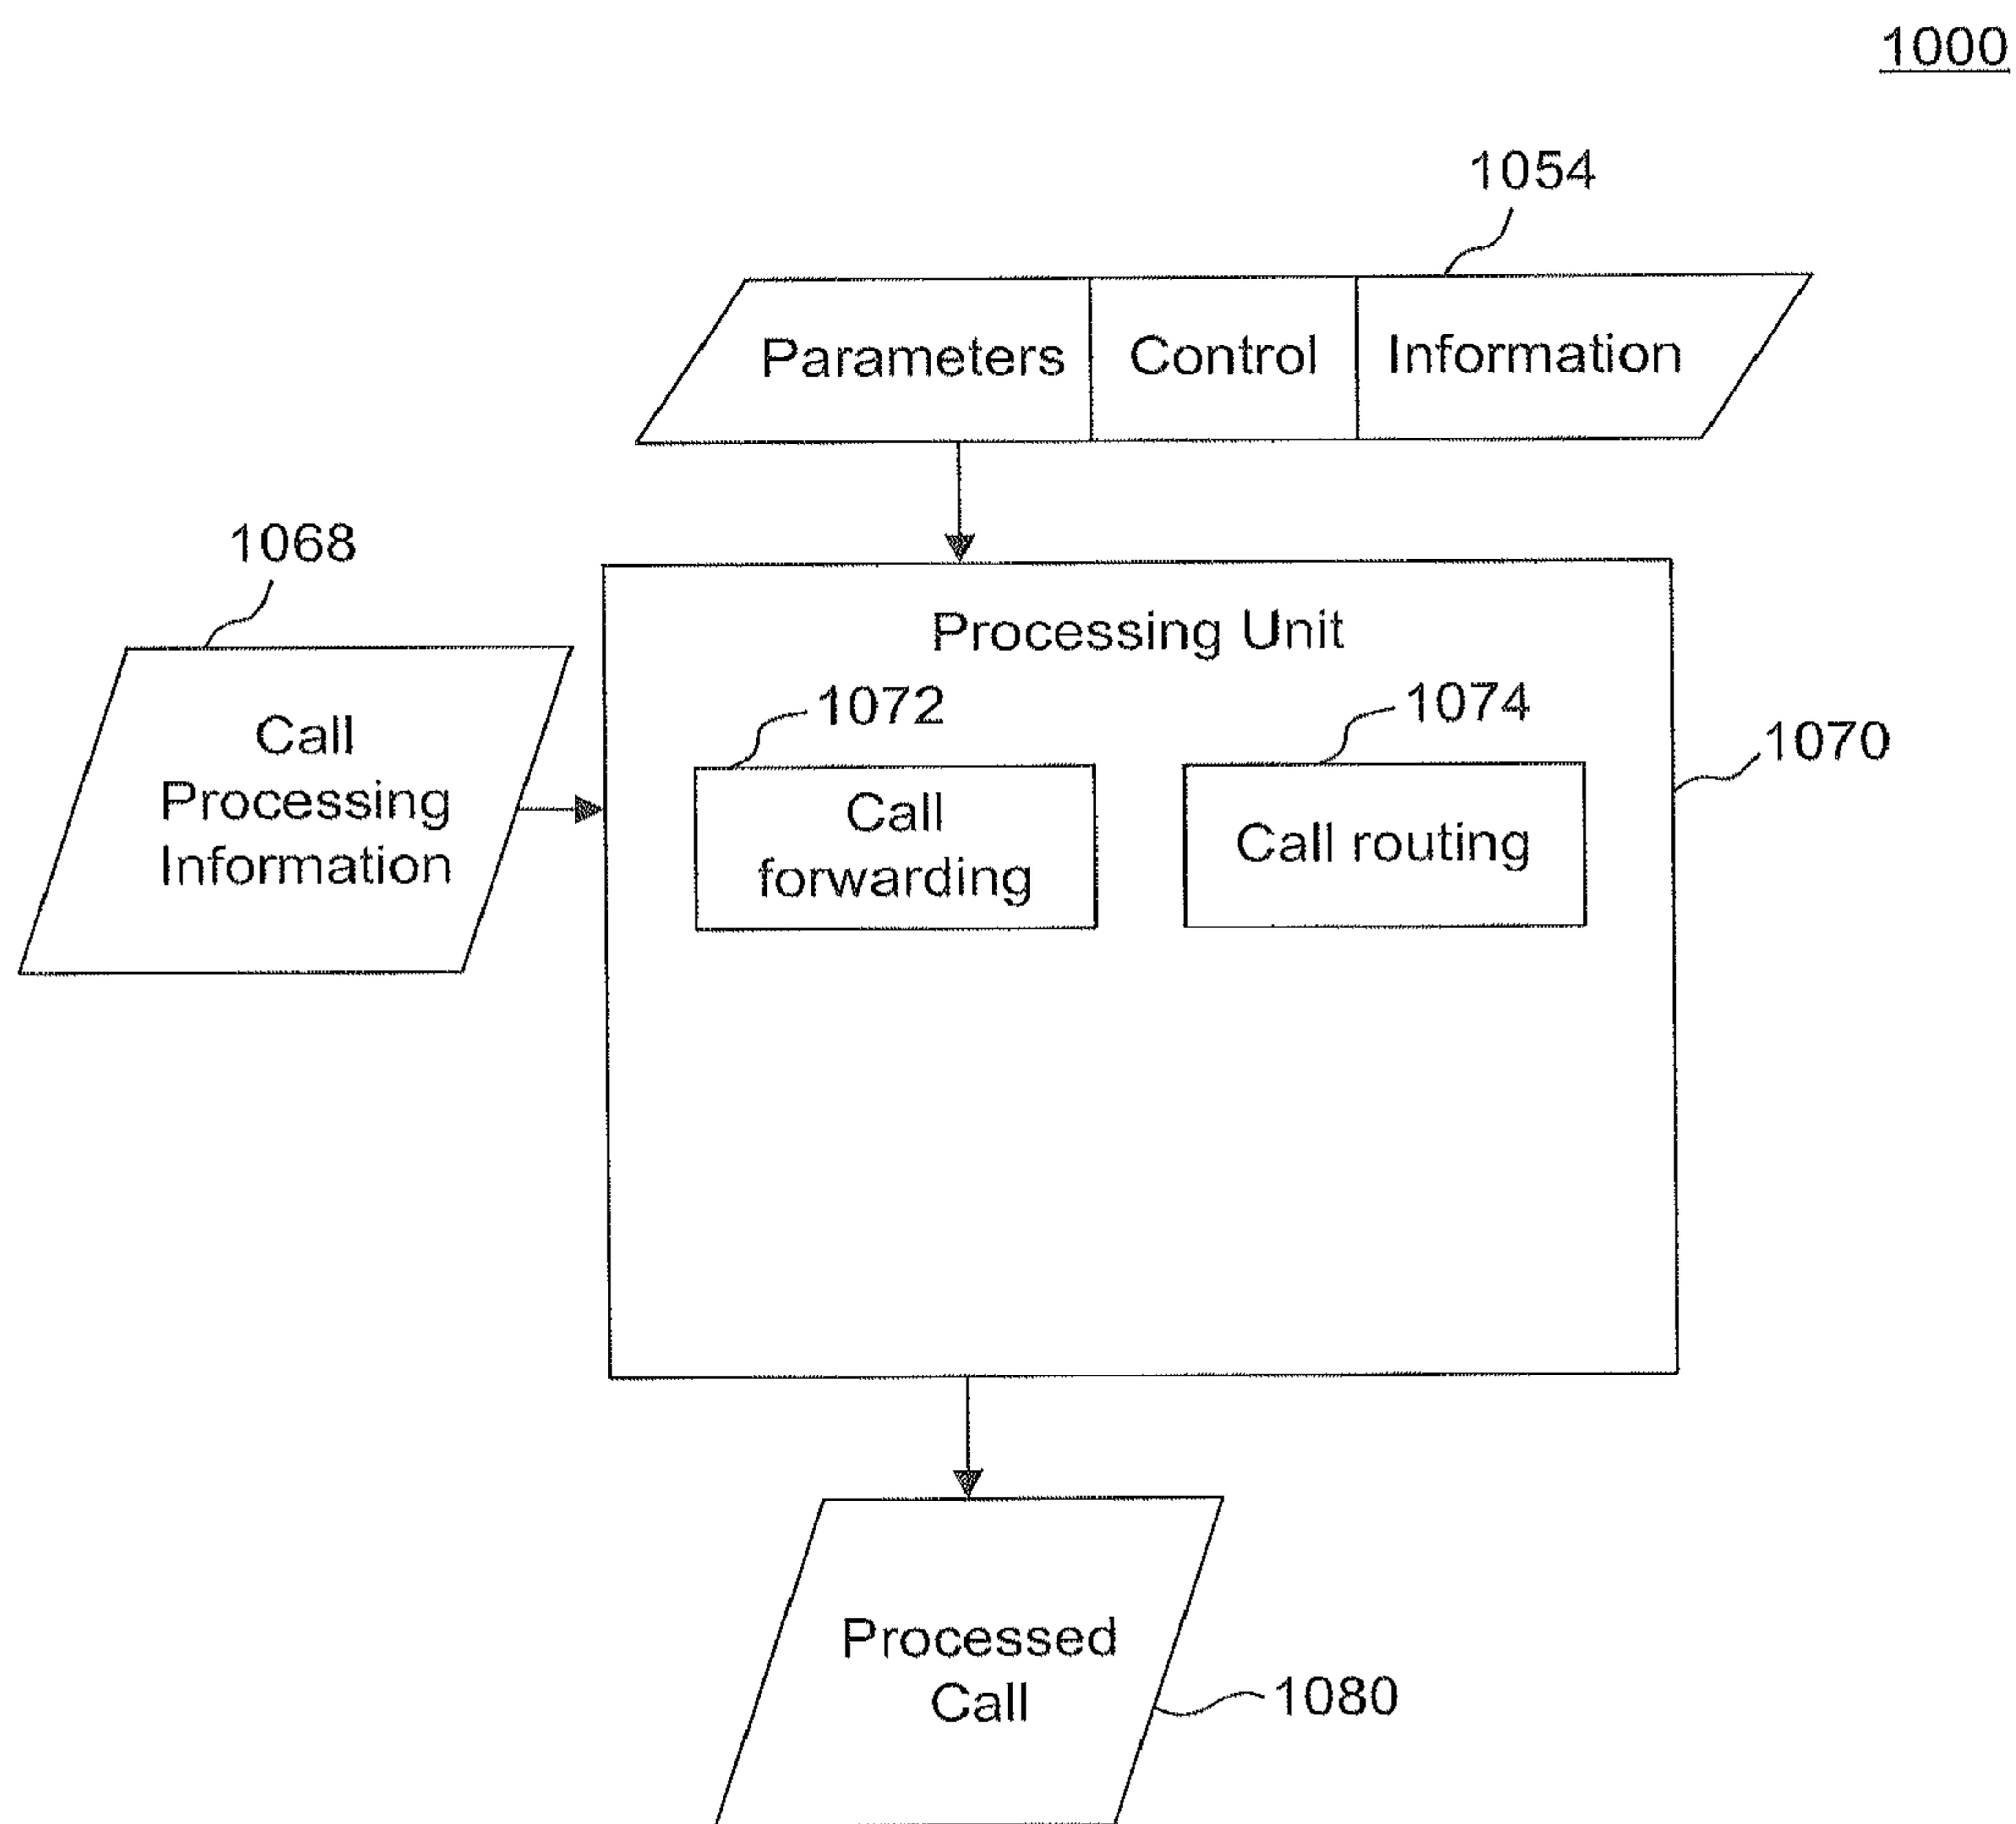 1000
1054
Parameters Control Information
1068
Processing Unit
1072
1074
1070
Call
Processing
Information
Call
forwarding
Call routing
Processed
Call
1080